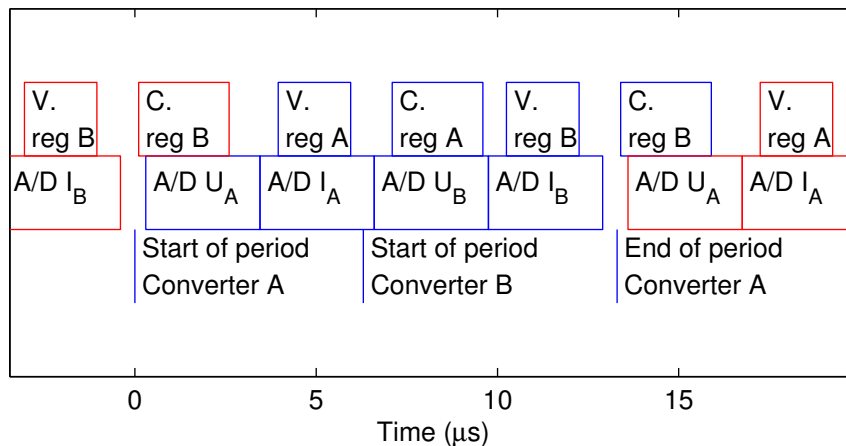 V.
reg B
C.
reg B
V.
reg A
C.
reg A
V.
reg B
C.
reg B
V.
reg A
A/D I_B
A/D U_A
A/D I_A
A/D U_B
A/D I_B
A/D U_A
A/D I_A
Start of period
Converter A
Start of period
Converter B
End of period
Converter A
0
5
10
15
Time (μs)